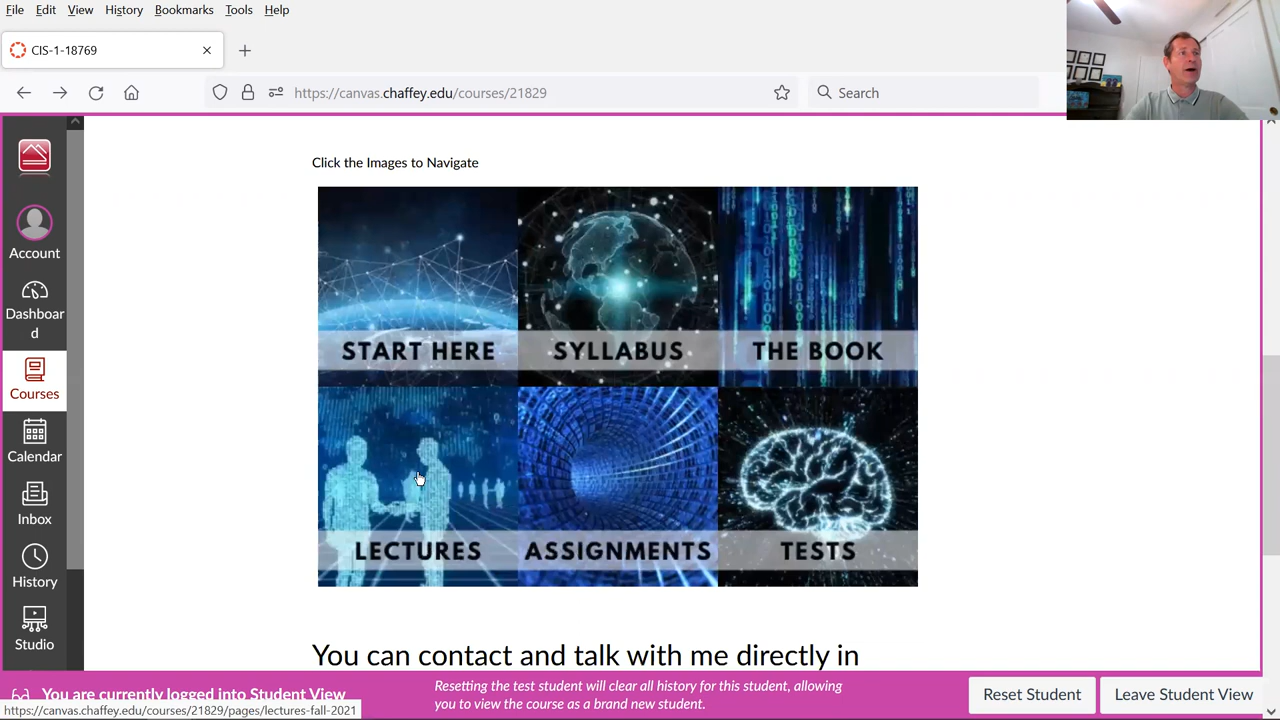 File Edit View History Bookmarks Tools Help
CIS-1-18769
https://canvas.chaffey.edu/courses/21829
Search
Click the Images to Navigate
Account
Dashboar
d
Courses
Calendar
Inbox
History
Studio
START HERE
SYLLABUS
THE BOOK
LECTURES
ASSIGNMENTS
TESTS
You can contact and talk with me directly in
You are currently logged into Student View
Resetting the test student will clear all history for this student, allowing
you to view the course as a brand new student.
Reset Student
Leave Student View
https://canvas.chaffey.edu/courses/21829/pages/lectures-fall-2021